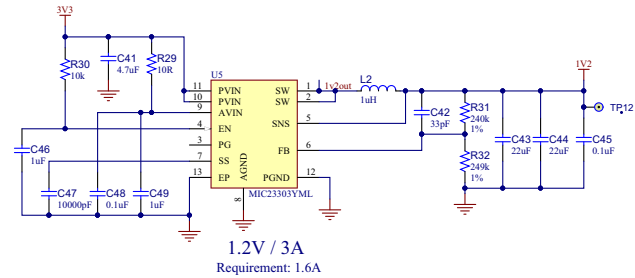 3V3
1V2
R30
10k
C41
4.7uF
R29
10R
U5
11
PVIN
10
PVIN
9
AVIN
4
EN
3
PG
7
SS
13
EP
AGND
8
SW
1
SW
2
SNS
5
FB
6
PGND
12
MIC23303YML
1v2out
L2
1uH
C42
33pF
R31
240k
1%
R32
249k
1%
C43
22uF
C44
22uF
C45
0.1uF
TP12
C46
1uF
C47
10000pF
C48
0.1uF
C49
1uF
1.2V / 3A
Requirement: 1.6A